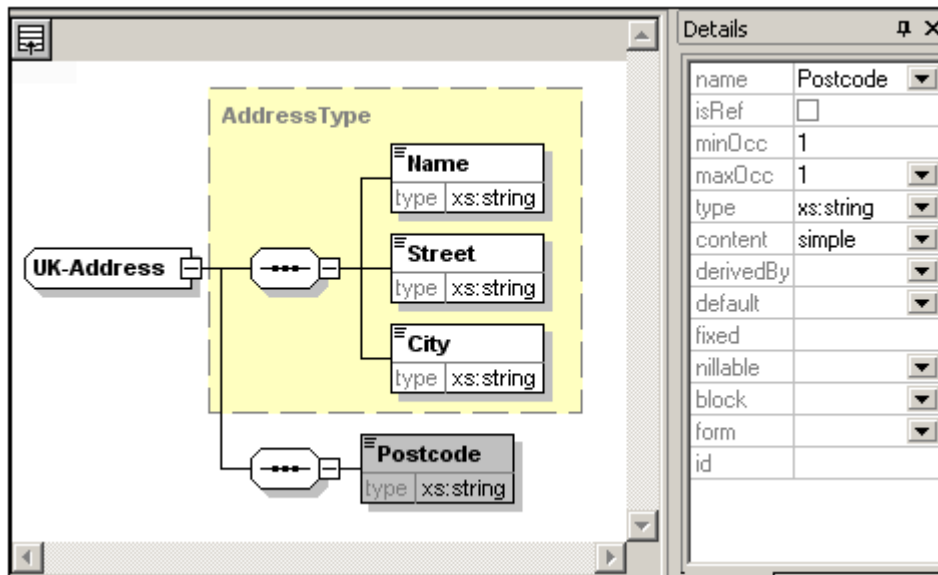 Details
AddressType
Name
type xs:string
Street
type xs:string
UK-Address
City
type xs:string
Postcode
type xs:string
name Postcode
isRef
minOcc 1
maxOcc 1
type xs:string
content simple
derivedBy
default
fixed
nillable
block
form
id